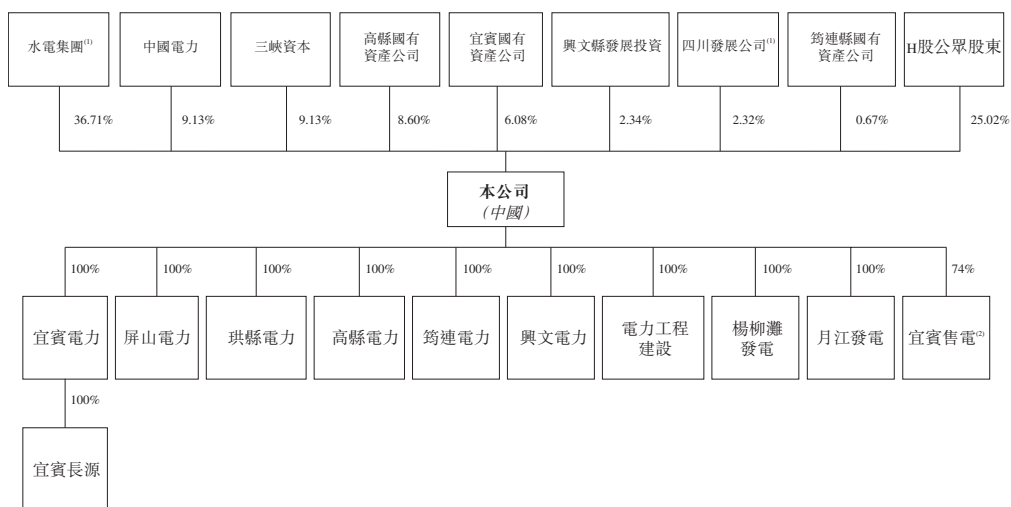 水電集團(1)
中國電力
三峽資本
高縣國有
資產公司
宜賓國有
資產公司
興文縣發展投資
四川發展公司(1)
筠連縣國有
資產公司
H股公眾股東
36.71%
9.13%
9.13%
8.60%
6.08%
2.34%
2.32%
0.67%
25.02%
本公司
(中國)
100%
100%
100%
100%
100%
100%
100%
100%
100%
74%
宜賓電力
屏山電力
珙縣電力
高縣電力
筠連電力
興文電力
電力工程
建設
楊柳灘
發電
月江發電
宜賓售電(2)
100%
宜賓長源